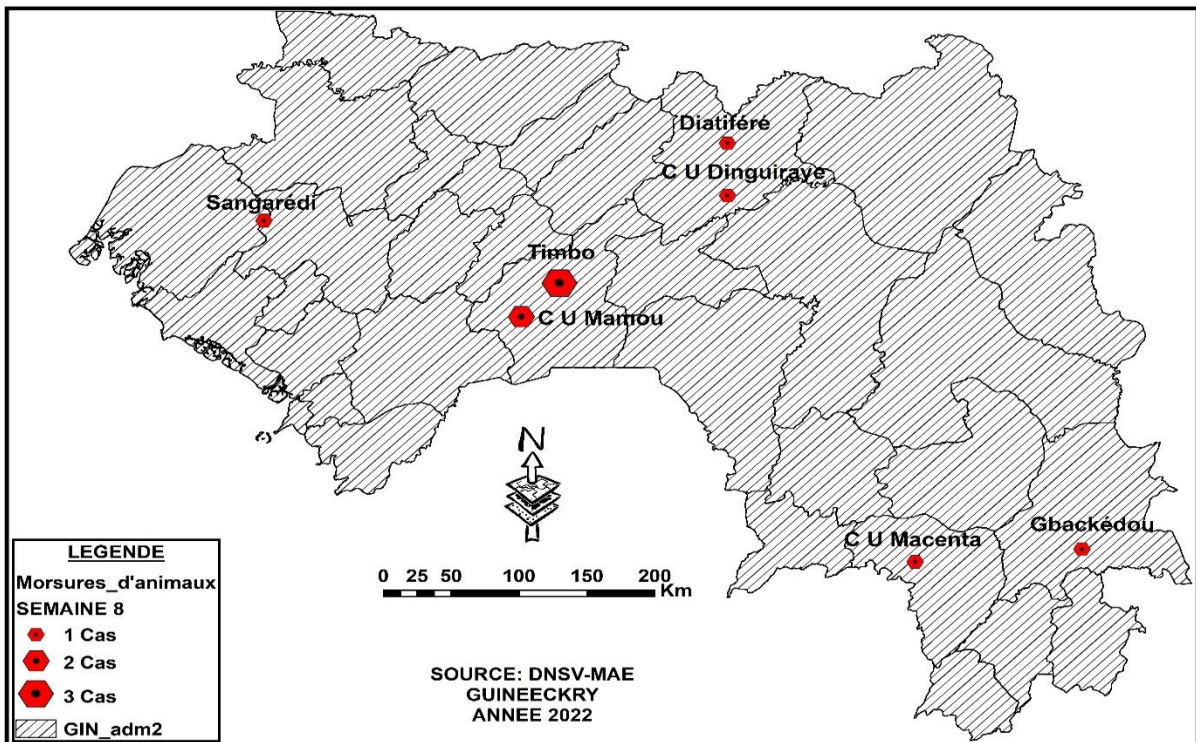 Diatiféré
C U Dinguiraye
Sangarédi
Timbo
C U Mamou
N
Gbackédou
C U Macenta
LEGENDE
Morsures_d'animaux
SEMAINE 8
1 Cas
2 Cas
3 Cas
GIN_adm2
0 25 50 100 150 200
Km
SOURCE: DNSV-MAE
GUINEECKRY
ANNEE 2022